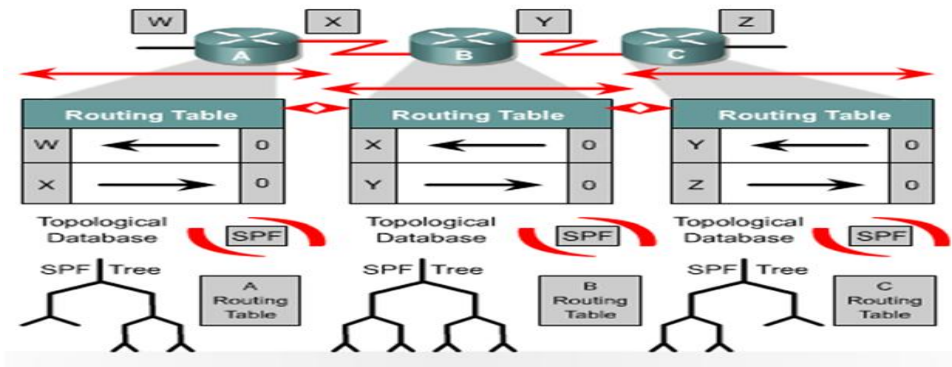 W X Y Z
A B C
Routing Table Routing Table Routing Table
W 0 X 0 Y 0
X 0 Y 0 Z 0
Topological Topological Topological
Database SPF Database SPF Database SPF
SPF Tree SPF Tree SPF Tree
A B C
Routing Routing Routing
Table Table Table